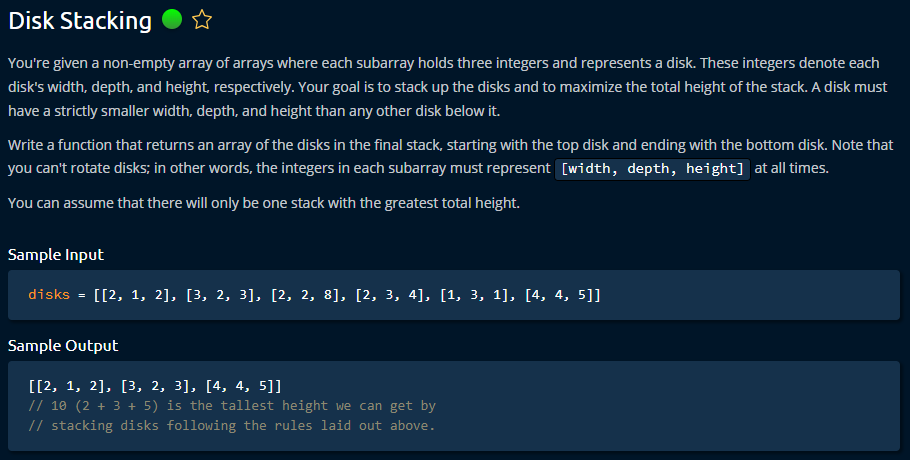 Disk Stacking
You're given a non-empty array of arrays where each subarray holds three integers and represents a disk. These integers denote each
disk's width, depth, and height, respectively. Your goal is to stack up the disks and to maximize the total height of the stack. A disk must
have a strictly smaller width, depth, and height than any other disk below it.
Write a function that returns an array of the disks in the final stack, starting with the top disk and ending with the bottom disk. Note that
you can't rotate disks; in other words, the integers in each subarray must represent [width, depth, height] at all times.
You can assume that there will only be one stack with the greatest total height.
Sample Input
disks = [[2, 1, 2], [3, 2, 3], [2, 2, 8], [2, 3, 4], [1, 3, 1], [4, 4, 5]]
Sample Output
[[2, 1, 2], [3, 2, 3], [4, 4, 5]]
// 10 (2 + 3 + 5) is the tallest height we can get by
// stacking disks following the rules laid out above.